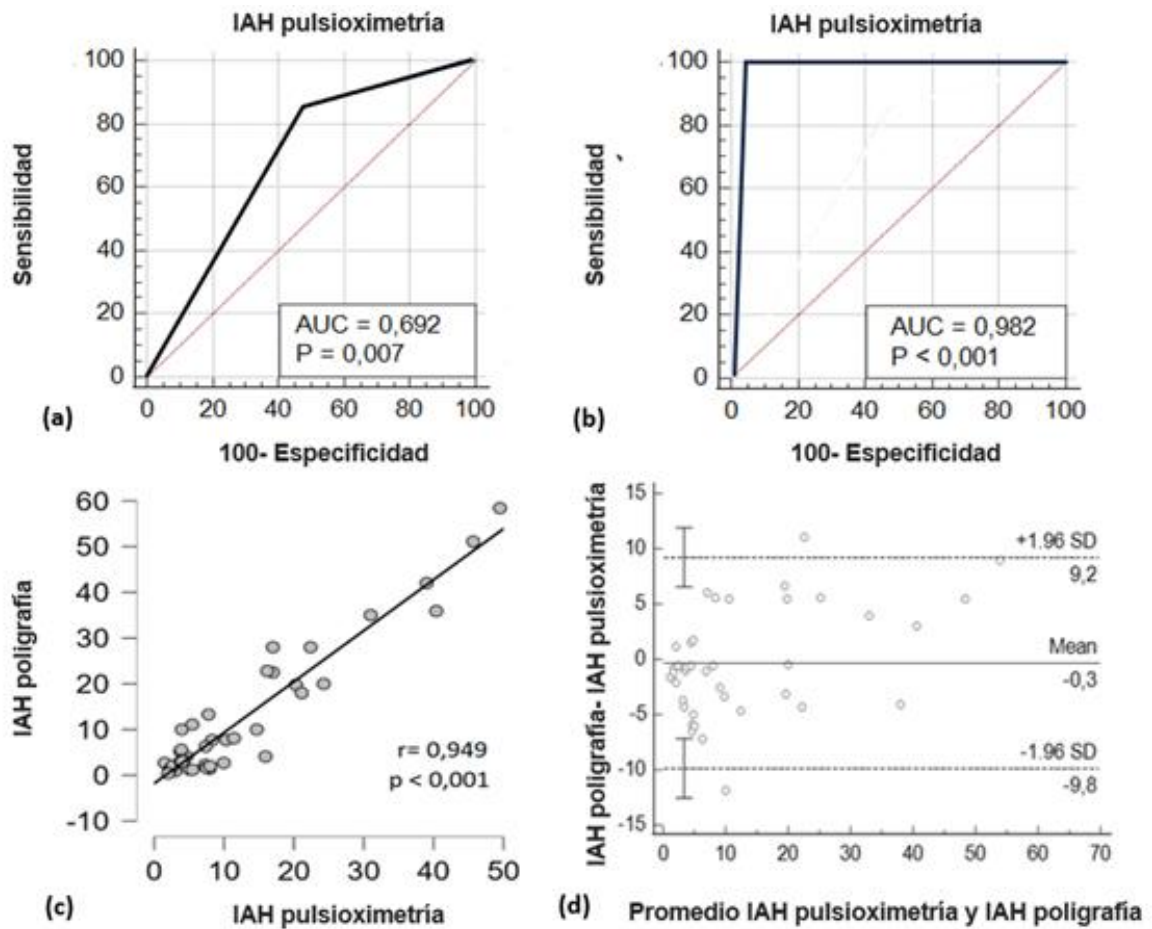 IAH pulsioximetría
100
80
60
40
20
0
Sensibilidad
AUC = 0,692
P = 0,007
0 20 40 60 80 100
(a)
100- Especificidad
IAH pulsioximetría
100
80
60
40
20
0
Sensibilidad
AUC = 0,982
P < 0,001
0 20 40 60 80 100
(b)
100- Especificidad
60
50
40
30
20
10
0
-10
IAH poligrafía
r= 0,949
p < 0,001
0 10 20 30 40 50
(c)
IAH pulsioximetría
15
10
5
0
-5
-10
-15
IAH poligrafía- IAH pulsioximetría
+1.96 SD
9,2
Mean
-0,3
-1.96 SD
-9,8
0 10 20 30 40 50 60 70
(d)
Promedio IAH pulsioximetría y IAH poligrafía